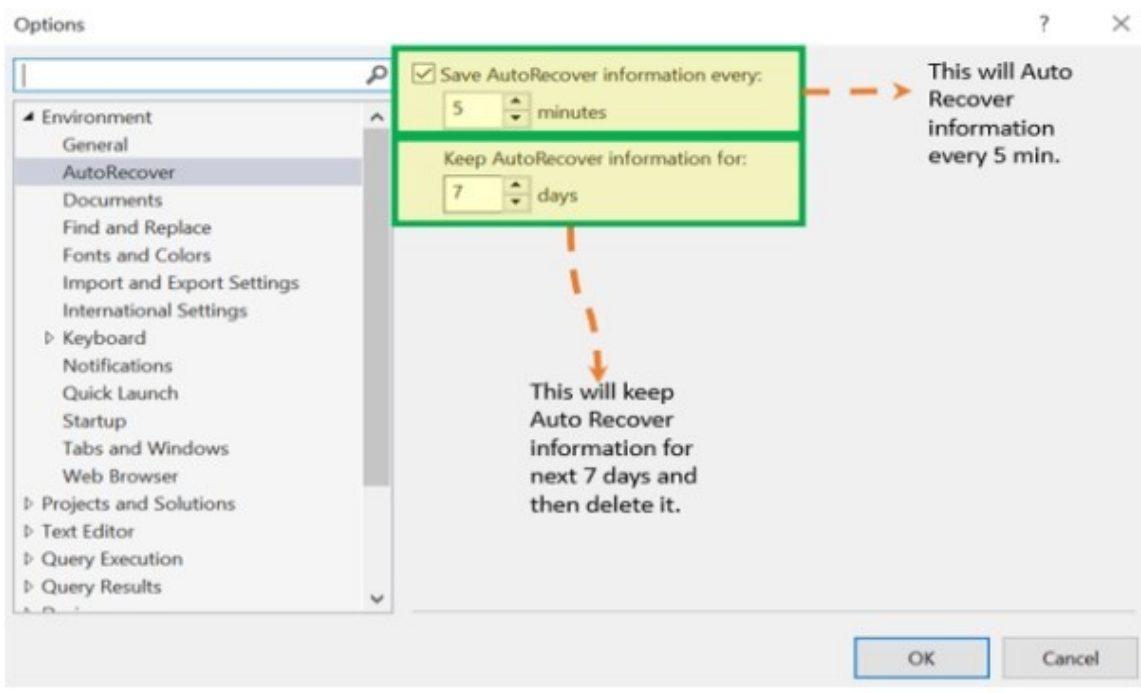 Options
Save AutoRecover information every:
5 minutes
Keep AutoRecover information for:
7 days
This will Auto
Recover
information
every 5 min.
This will keep
Auto Recover
information for
next 7 days and
then delete it.
Environment
General
AutoRecover
Documents
Find and Replace
Fonts and Colors
Import and Export Settings
International Settings
Keyboard
Notifications
Quick Launch
Startup
Tabs and Windows
Web Browser
Projects and Solutions
Text Editor
Query Execution
Query Results
OK
Cancel